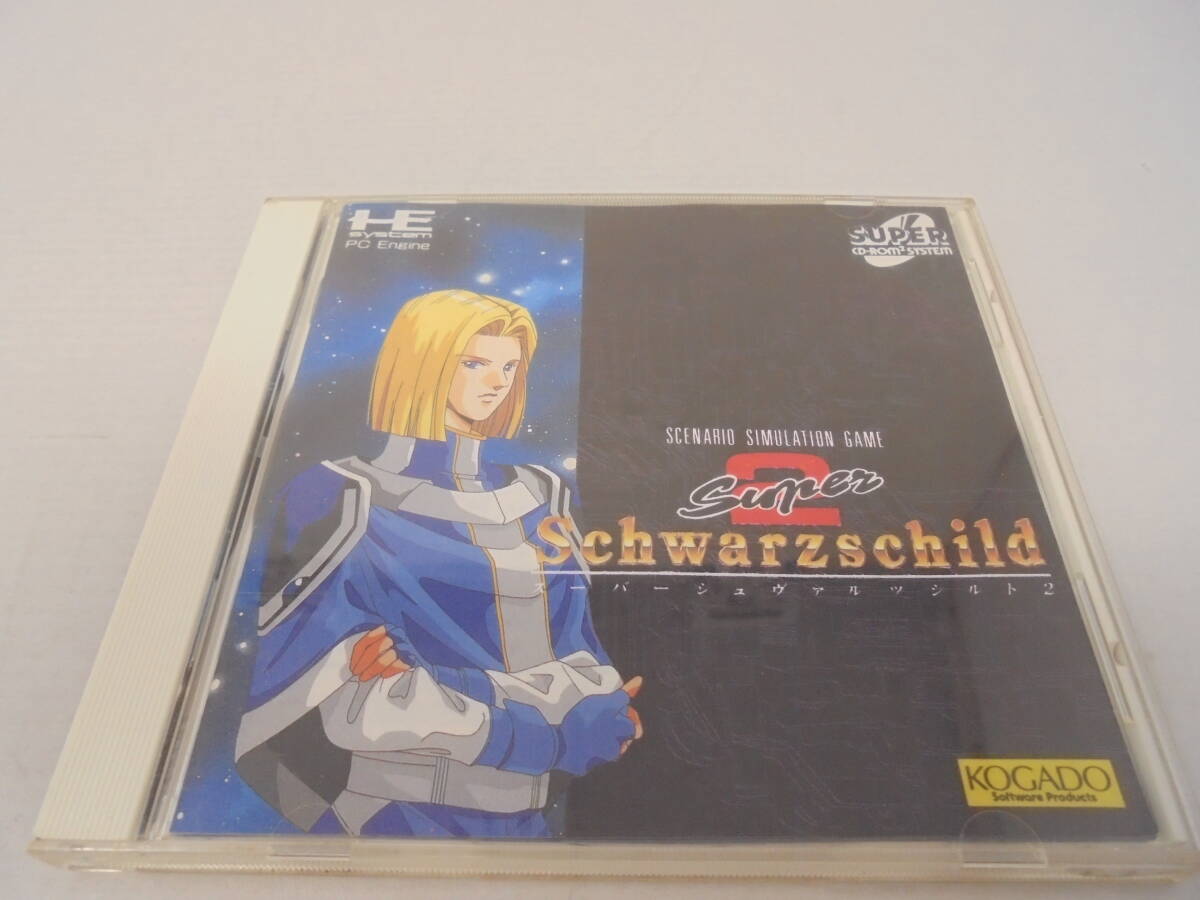 HE
system
PC Engine
SUPER
CD-ROM² SYSTEM
SCENARIO SIMULATION GAME
2
Super
Schwarzschild
スーパーシュヴァルツシルト2
KOGADO
Software Products